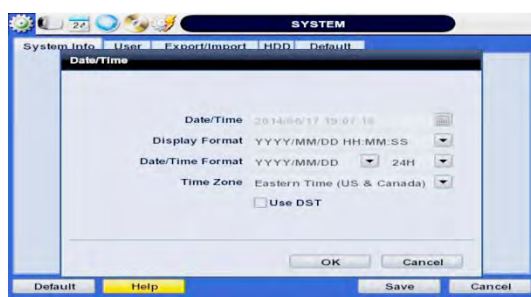 SYSTEM
System Info User Export/Import HDD Default
Date/Time
Date/Time 2014/06/17 19:07:16
Display Format YYYY/MM/DD HH:MM:SS
Date/Time Format YYYY/MM/DD 24H
Time Zone Eastern Time (US & Canada)
Use DST
OK Cancel
Default Help Save Cancel